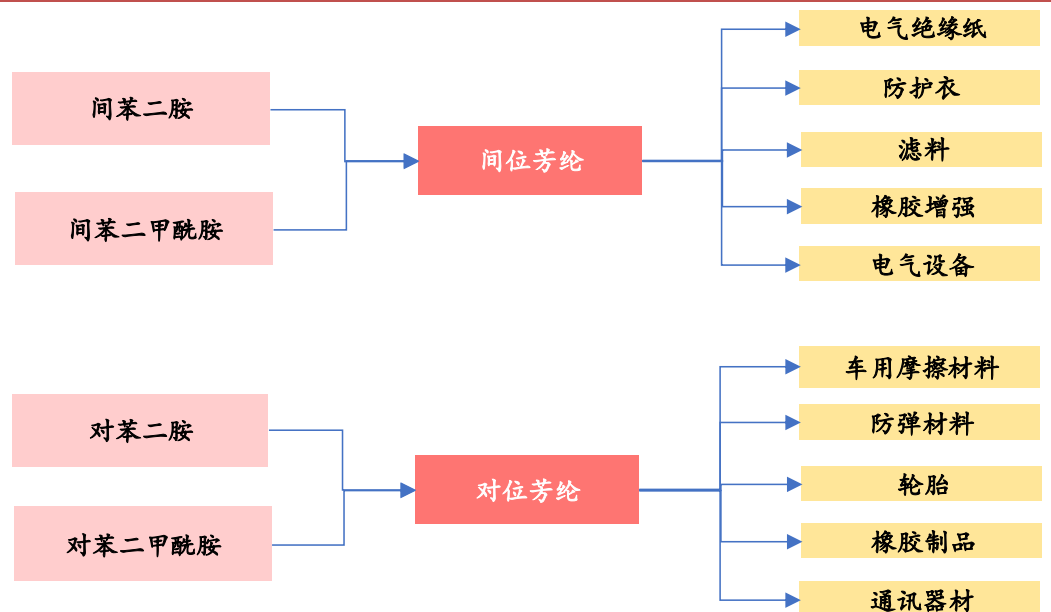 间苯二胺
间苯二甲酰胺
间位芳纶
电气绝缘纸
防护衣
滤料
橡胶增强
电气设备
对苯二胺
对苯二甲酰胺
对位芳纶
车用摩擦材料
防弹材料
轮胎
橡胶制品
通讯器材